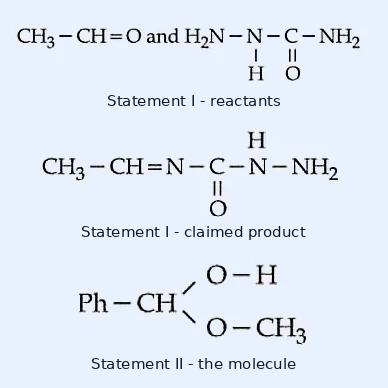 CH₃ − CH = O and H₂N − N − C − NH₂
H O
Statement I - reactants
H
CH₃ − CH = N − C − N − NH₂
O
Statement I - claimed product
O − H
Ph − CH
O − CH₃
Statement II - the molecule